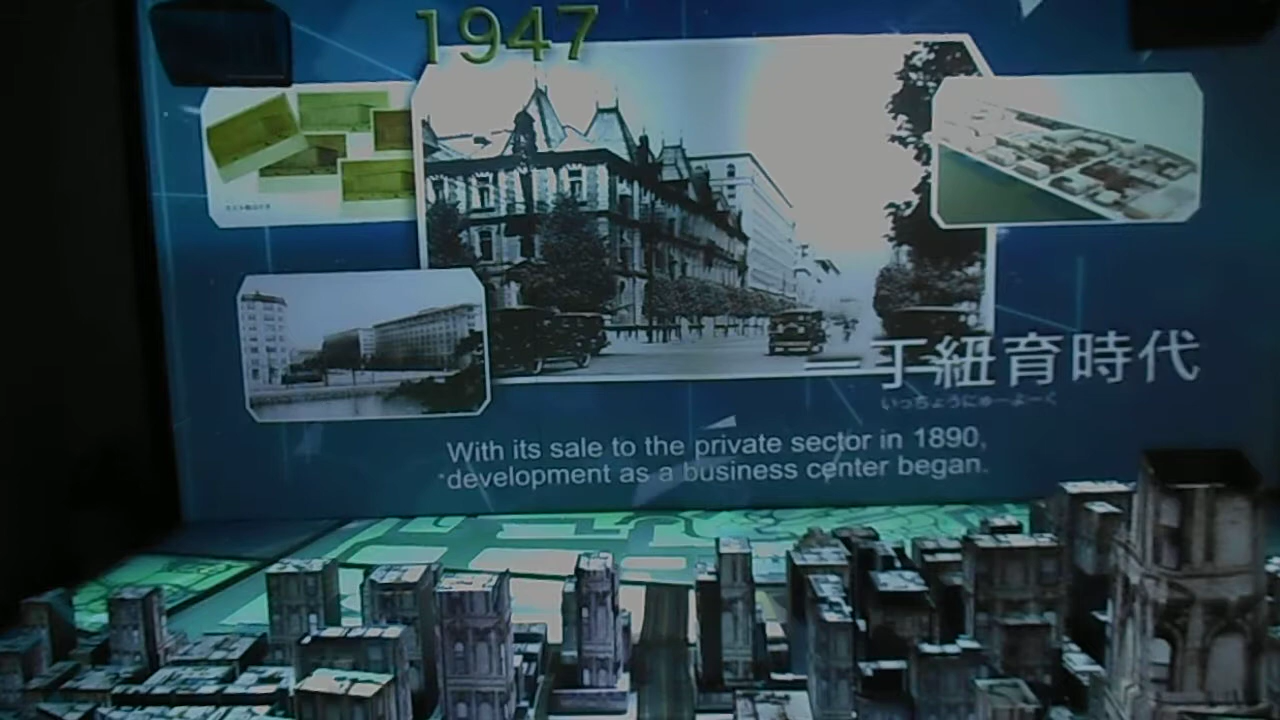 1947
一丁紐育時代
いっちょうにゅーよーく
With its sale to the private sector in 1890,
development as a business center began.